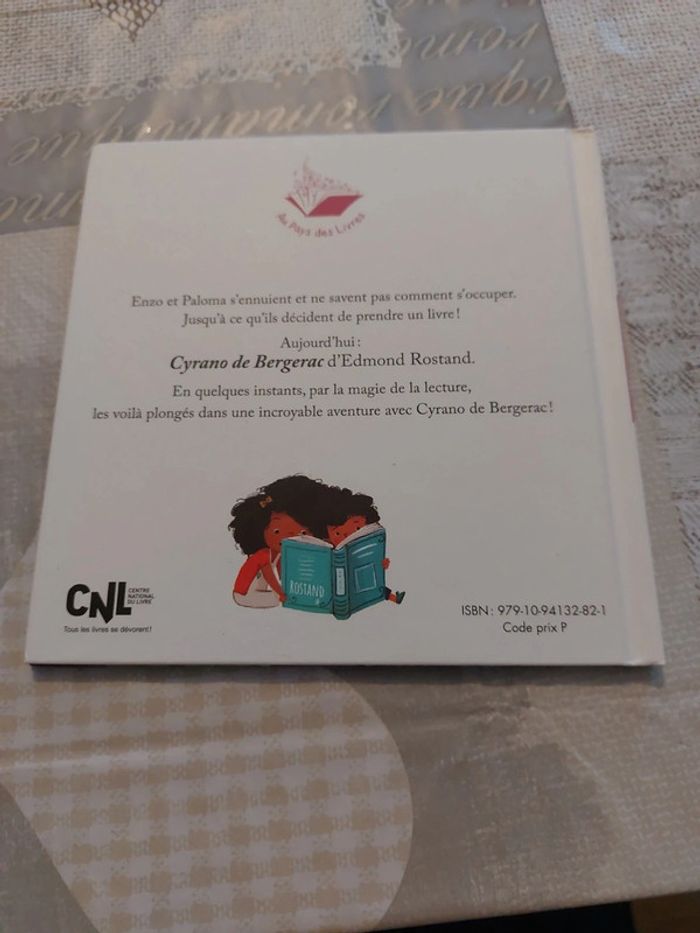 romantique
Au Pays des Livres
Enzo et Paloma s'ennuient et ne savent pas comment s'occuper.
Jusqu'à ce qu'ils décident de prendre un livre !
Aujourd'hui :
Cyrano de Bergerac d'Edmond Rostand.
En quelques instants, par la magie de la lecture,
les voilà plongés dans une incroyable aventure avec Cyrano de Bergerac !
ROSTAND
CNL CENTRE
NATIONAL
DU LIVRE
Tous les livres se dévorent !
ISBN : 979-10-94132-82-1
Code prix P